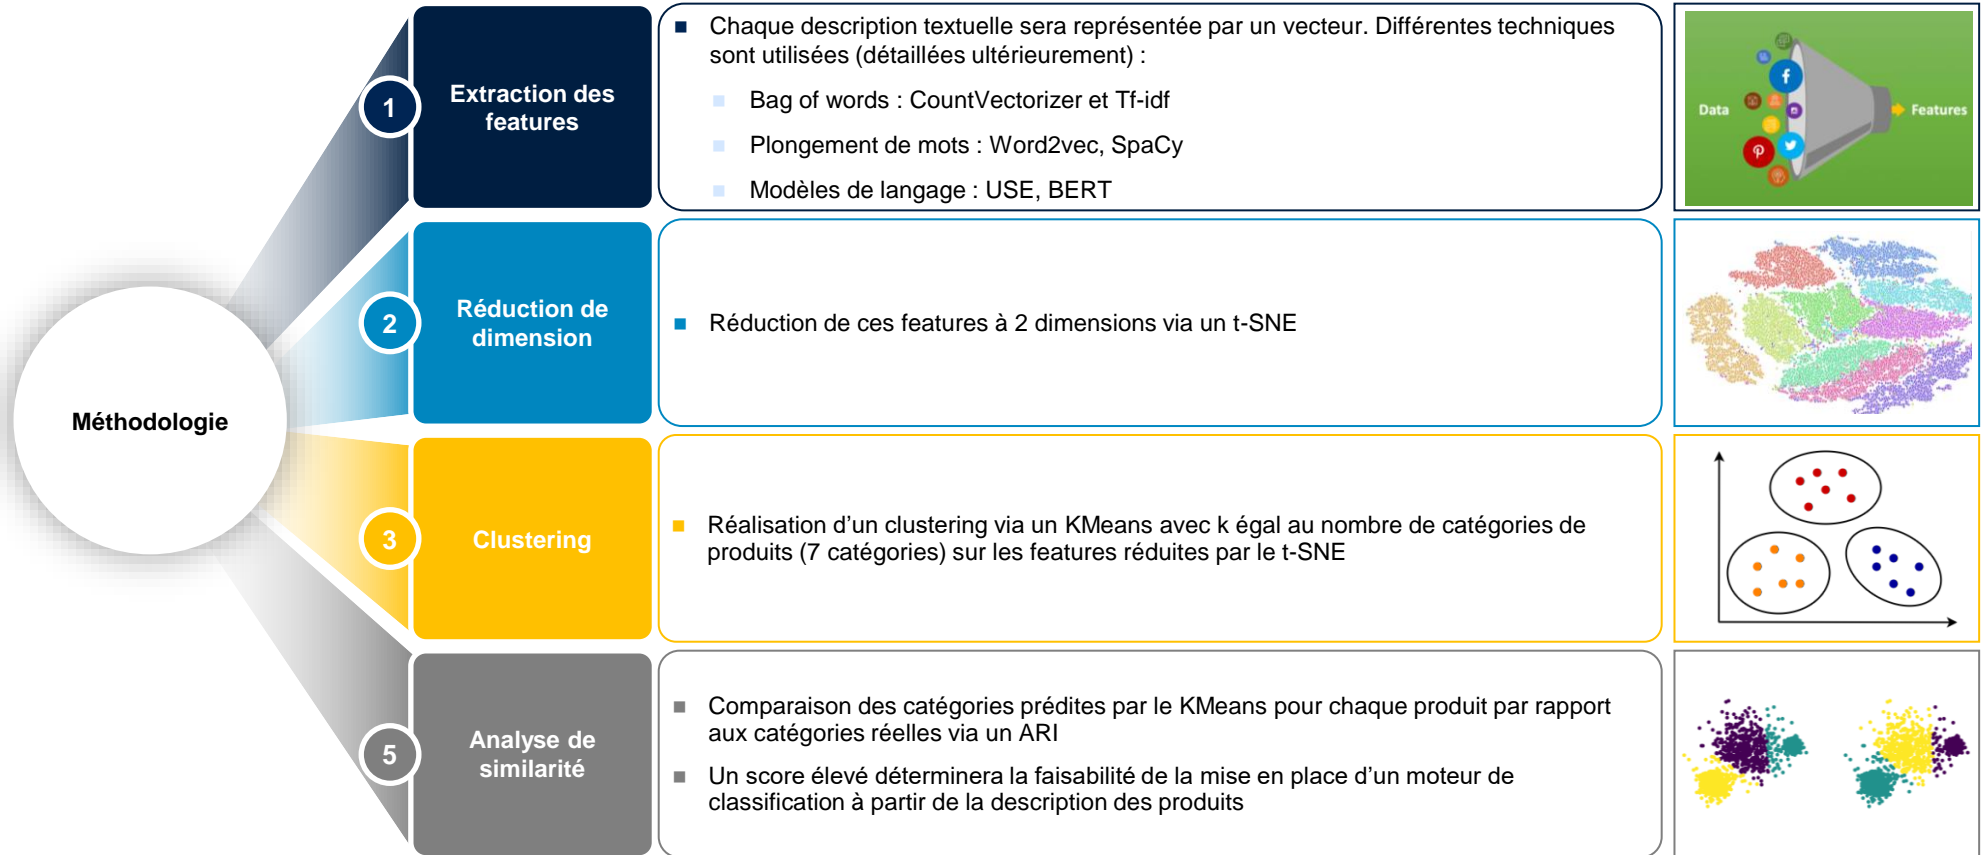 Méthodologie
1
Extraction des
features
Chaque description textuelle sera représentée par un vecteur. Différentes techniques
sont utilisées (détaillées ultérieurement) :
Bag of words : CountVectorizer et Tf-idf
Plongement de mots : Word2vec, SpaCy
Modèles de langage : USE, BERT
Data
Features
2
Réduction de
dimension
Réduction de ces features à 2 dimensions via un t-SNE
3
Clustering
Réalisation d’un clustering via un KMeans avec k égal au nombre de catégories de
produits (7 catégories) sur les features réduites par le t-SNE
5
Analyse de
similarité
Comparaison des catégories prédites par le KMeans pour chaque produit par rapport
aux catégories réelles via un ARI
Un score élevé déterminera la faisabilité de la mise en place d’un moteur de
classification à partir de la description des produits